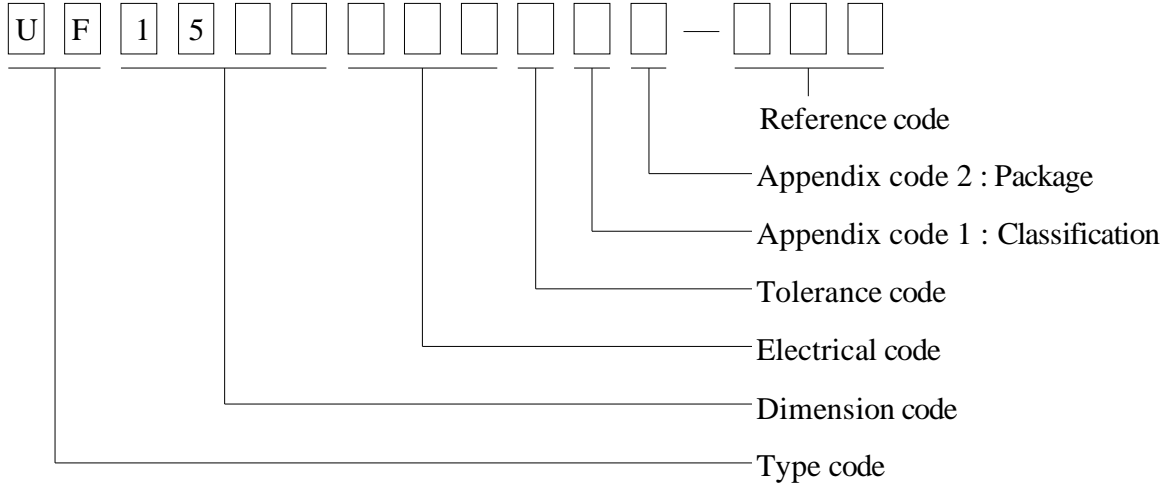 U F 1 5 —
Reference code
Appendix code 2 : Package
Appendix code 1 : Classification
Tolerance code
Electrical code
Dimension code
Type code